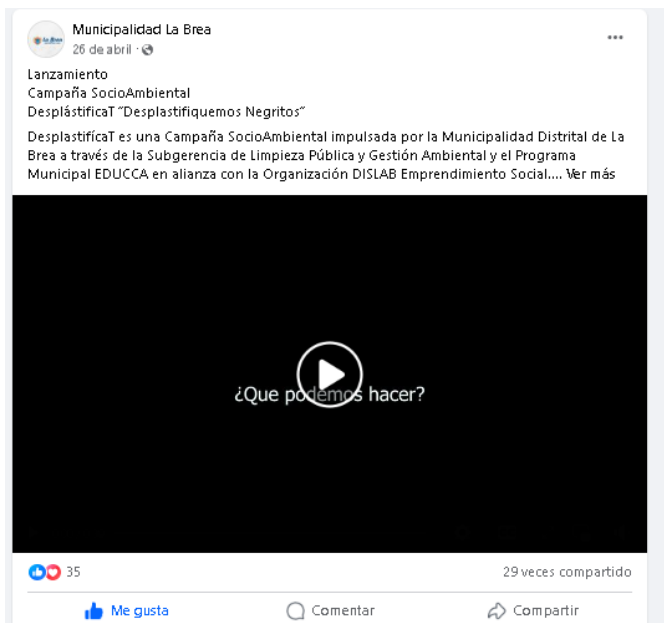 Municipalidad La Brea
26 de abril ·
Lanzamiento
Campaña SocioAmbiental
DesplástificaT “Desplastifiquemos Negritos”
DesplastifícaT es una Campaña SocioAmbiental impulsada por la Municipalidad Distrital de La
Brea a través de la Subgerencia de Limpieza Pública y Gestión Ambiental y el Programa
Municipal EDUCCA en alianza con la Organización DISLAB Emprendimiento Social.... Ver más
¿Que podemos hacer?
35
29 veces compartido
Me gusta
Comentar
Compartir